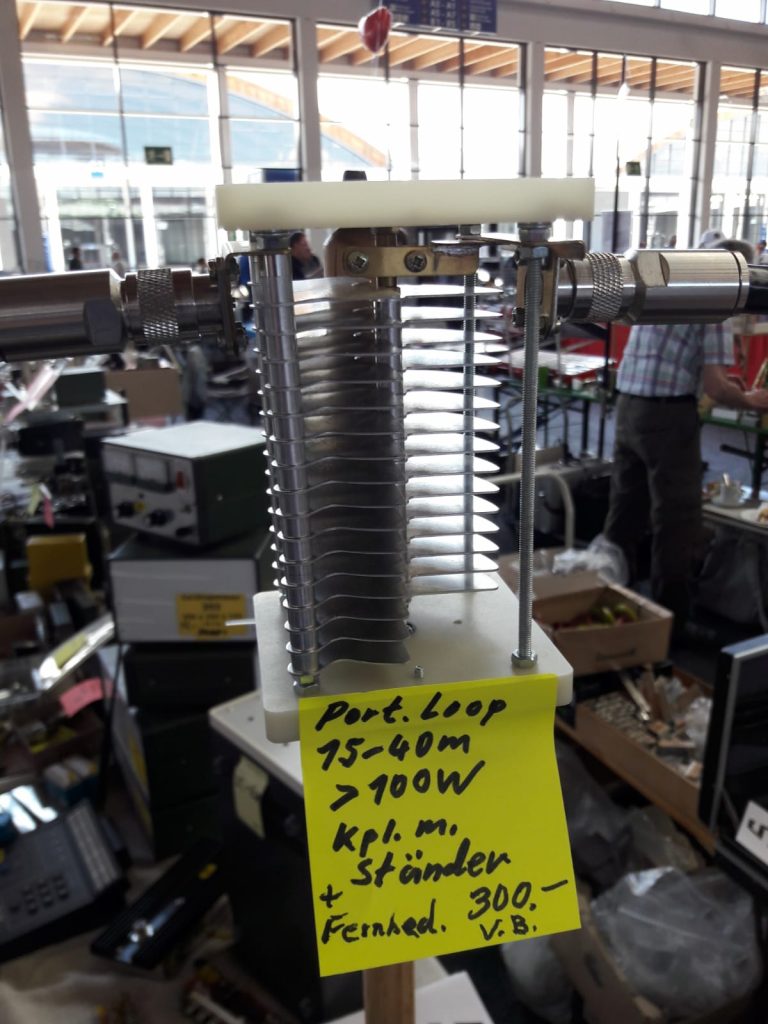 Port. Loop
15-40m
> 100W
Kpl. m.
Ständer
+
Fernbed. 300.-
V.B.